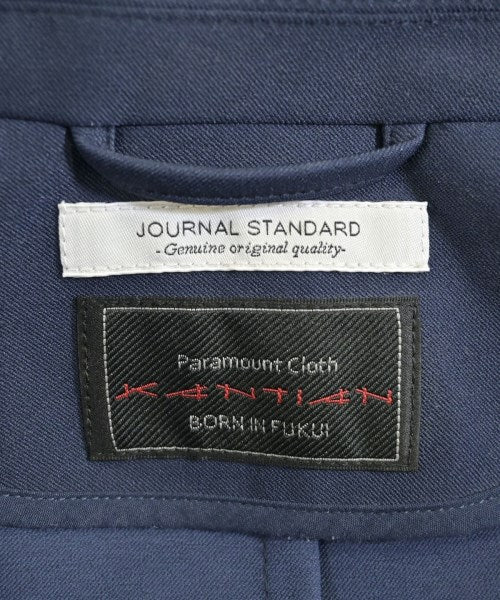 JOURNAL STANDARD
-Genuine original quality-
Paramount Cloth
KANTIAN
BORN IN FUKUI